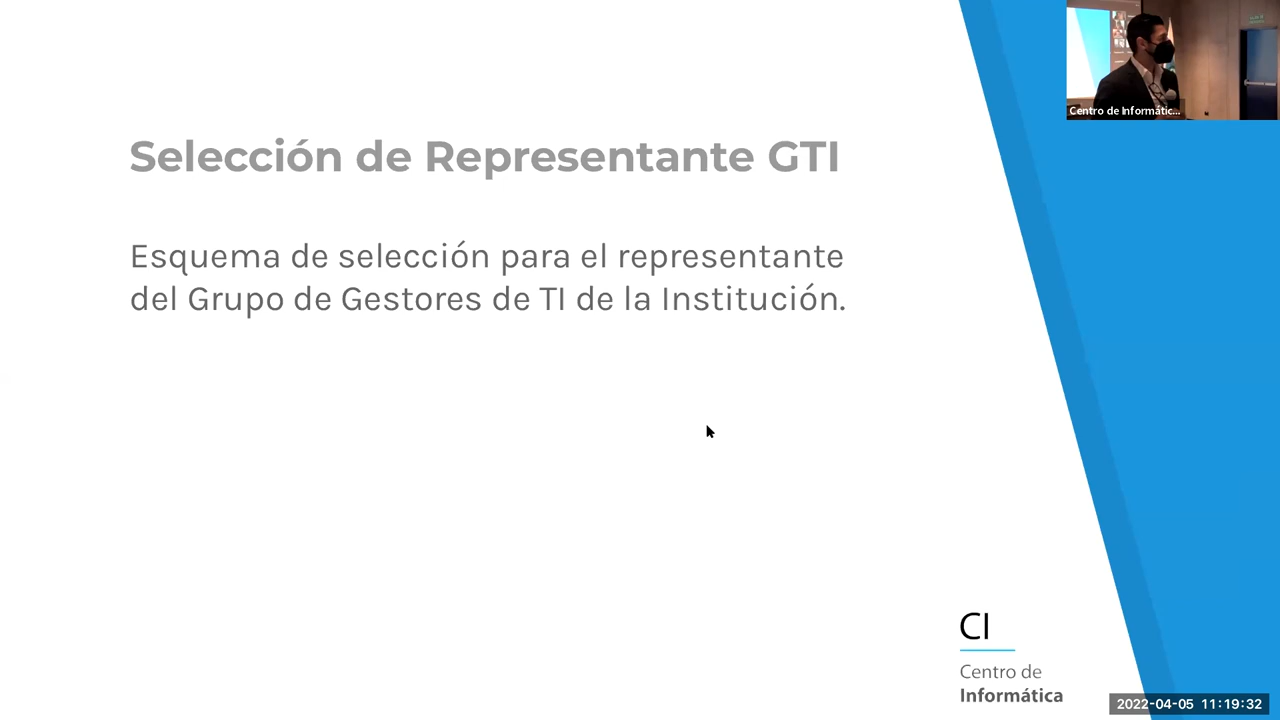 Centro de Informátic...
Selección de Representante GTI
Esquema de selección para el representante
del Grupo de Gestores de TI de la Institución.
CI
Centro de
Informática
2022-04-05 11:19:32